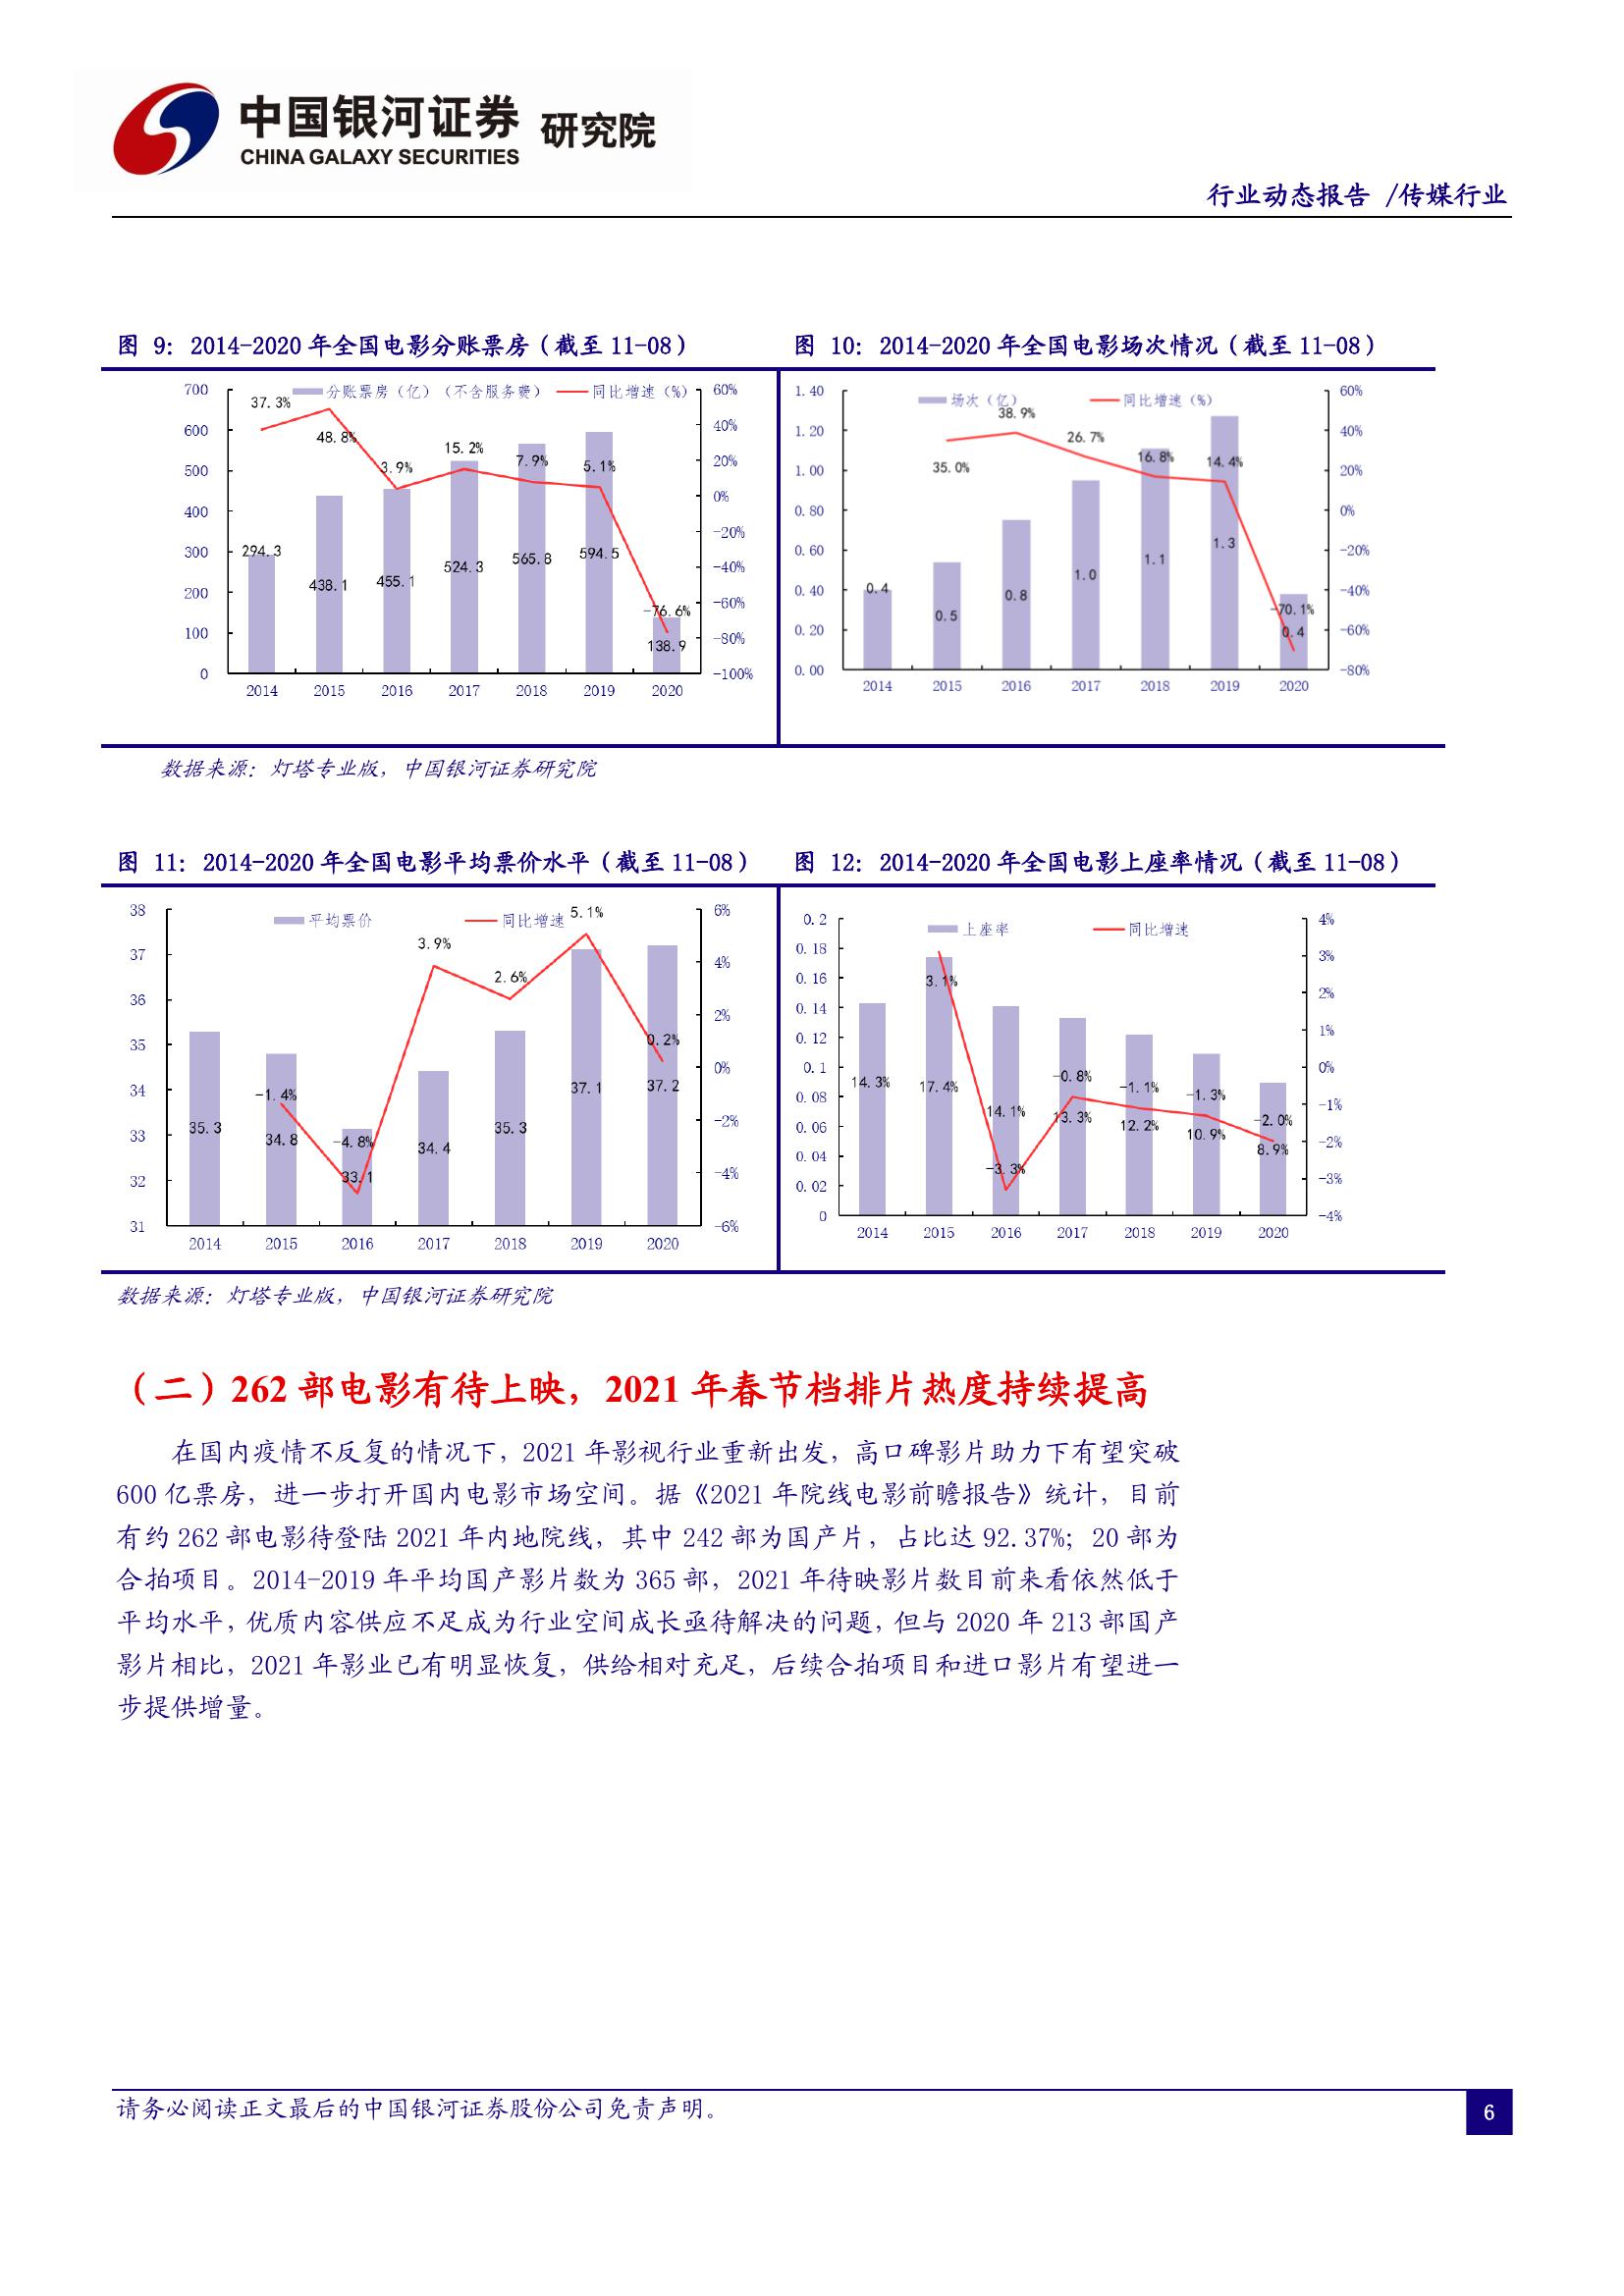 中国银河证券 研究院
CHINA GALAXY SECURITIES
行业动态报告 /传媒行业
图 9：2014-2020 年全国电影分账票房（截至 11-08）
分账票房（亿）（不含服务费） 同比增速（%）
700 600 500 400 300 200 100 0
60% 40% 20% 0% -20% -40% -60% -80% -100%
37.3% 48.8% 3.9% 15.2% 7.9% 5.1% -76.6%
294.3 438.1 455.1 524.3 565.8 594.5 138.9
2014 2015 2016 2017 2018 2019 2020
图 10：2014-2020 年全国电影场次情况（截至 11-08）
场次（亿） 同比增速（%）
1.40 1.20 1.00 0.80 0.60 0.40 0.20 0.00
60% 40% 20% 0% -20% -40% -60% -80%
35.0% 38.9% 26.7% 16.8% 14.4% -70.1%
0.4 0.5 0.8 1.0 1.1 1.3 0.4
2014 2015 2016 2017 2018 2019 2020
数据来源：灯塔专业版，中国银河证券研究院
图 11：2014-2020 年全国电影平均票价水平（截至 11-08）
平均票价 同比增速
38 37 36 35 34 33 32 31
6% 4% 2% 0% -2% -4% -6%
-1.4% -4.8% 3.9% 2.6% 5.1% 0.2%
35.3 34.8 33.1 34.4 35.3 37.1 37.2
2014 2015 2016 2017 2018 2019 2020
图 12：2014-2020 年全国电影上座率情况（截至 11-08）
上座率 同比增速
0.2 0.18 0.16 0.14 0.12 0.1 0.08 0.06 0.04 0.02 0
4% 3% 2% 1% 0% -1% -2% -3% -4%
3.1% -3.3% -0.8% -1.1% -1.3% -2.0%
14.3% 17.4% 14.1% 13.3% 12.2% 10.9% 8.9%
2014 2015 2016 2017 2018 2019 2020
数据来源：灯塔专业版，中国银河证券研究院
（二）262 部电影有待上映，2021 年春节档排片热度持续提高
在国内疫情不反复的情况下，2021 年影视行业重新出发，高口碑影片助力下有望突破
600 亿票房，进一步打开国内电影市场空间。据《2021 年院线电影前瞻报告》统计，目前
有约 262 部电影待登陆 2021 年内地院线，其中 242 部为国产片，占比达 92.37%；20 部为
合拍项目。2014-2019 年平均国产影片数为 365 部，2021 年待映影片数目前来看依然低于
平均水平，优质内容供应不足成为行业空间成长亟待解决的问题，但与 2020 年 213 部国产
影片相比，2021 年影业已有明显恢复，供给相对充足，后续合拍项目和进口影片有望进一
步提供增量。
请务必阅读正文最后的中国银河证券股份公司免责声明。
6